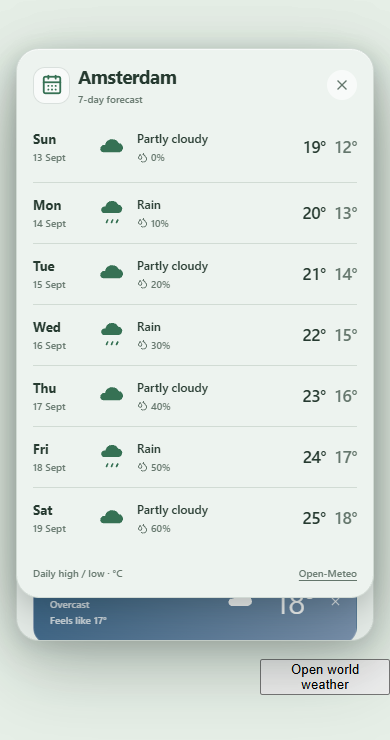 Amsterdam
7-day forecast
Sun
13 Sept
Partly cloudy
0%
19° 12°
Mon
14 Sept
Rain
10%
20° 13°
Tue
15 Sept
Partly cloudy
20%
21° 14°
Wed
16 Sept
Rain
30%
22° 15°
Thu
17 Sept
Partly cloudy
40%
23° 16°
Fri
18 Sept
Rain
50%
24° 17°
Sat
19 Sept
Partly cloudy
60%
25° 18°
Daily high / low · °C
Open-Meteo
Overcast
18°
Feels like 17°
Open world
weather